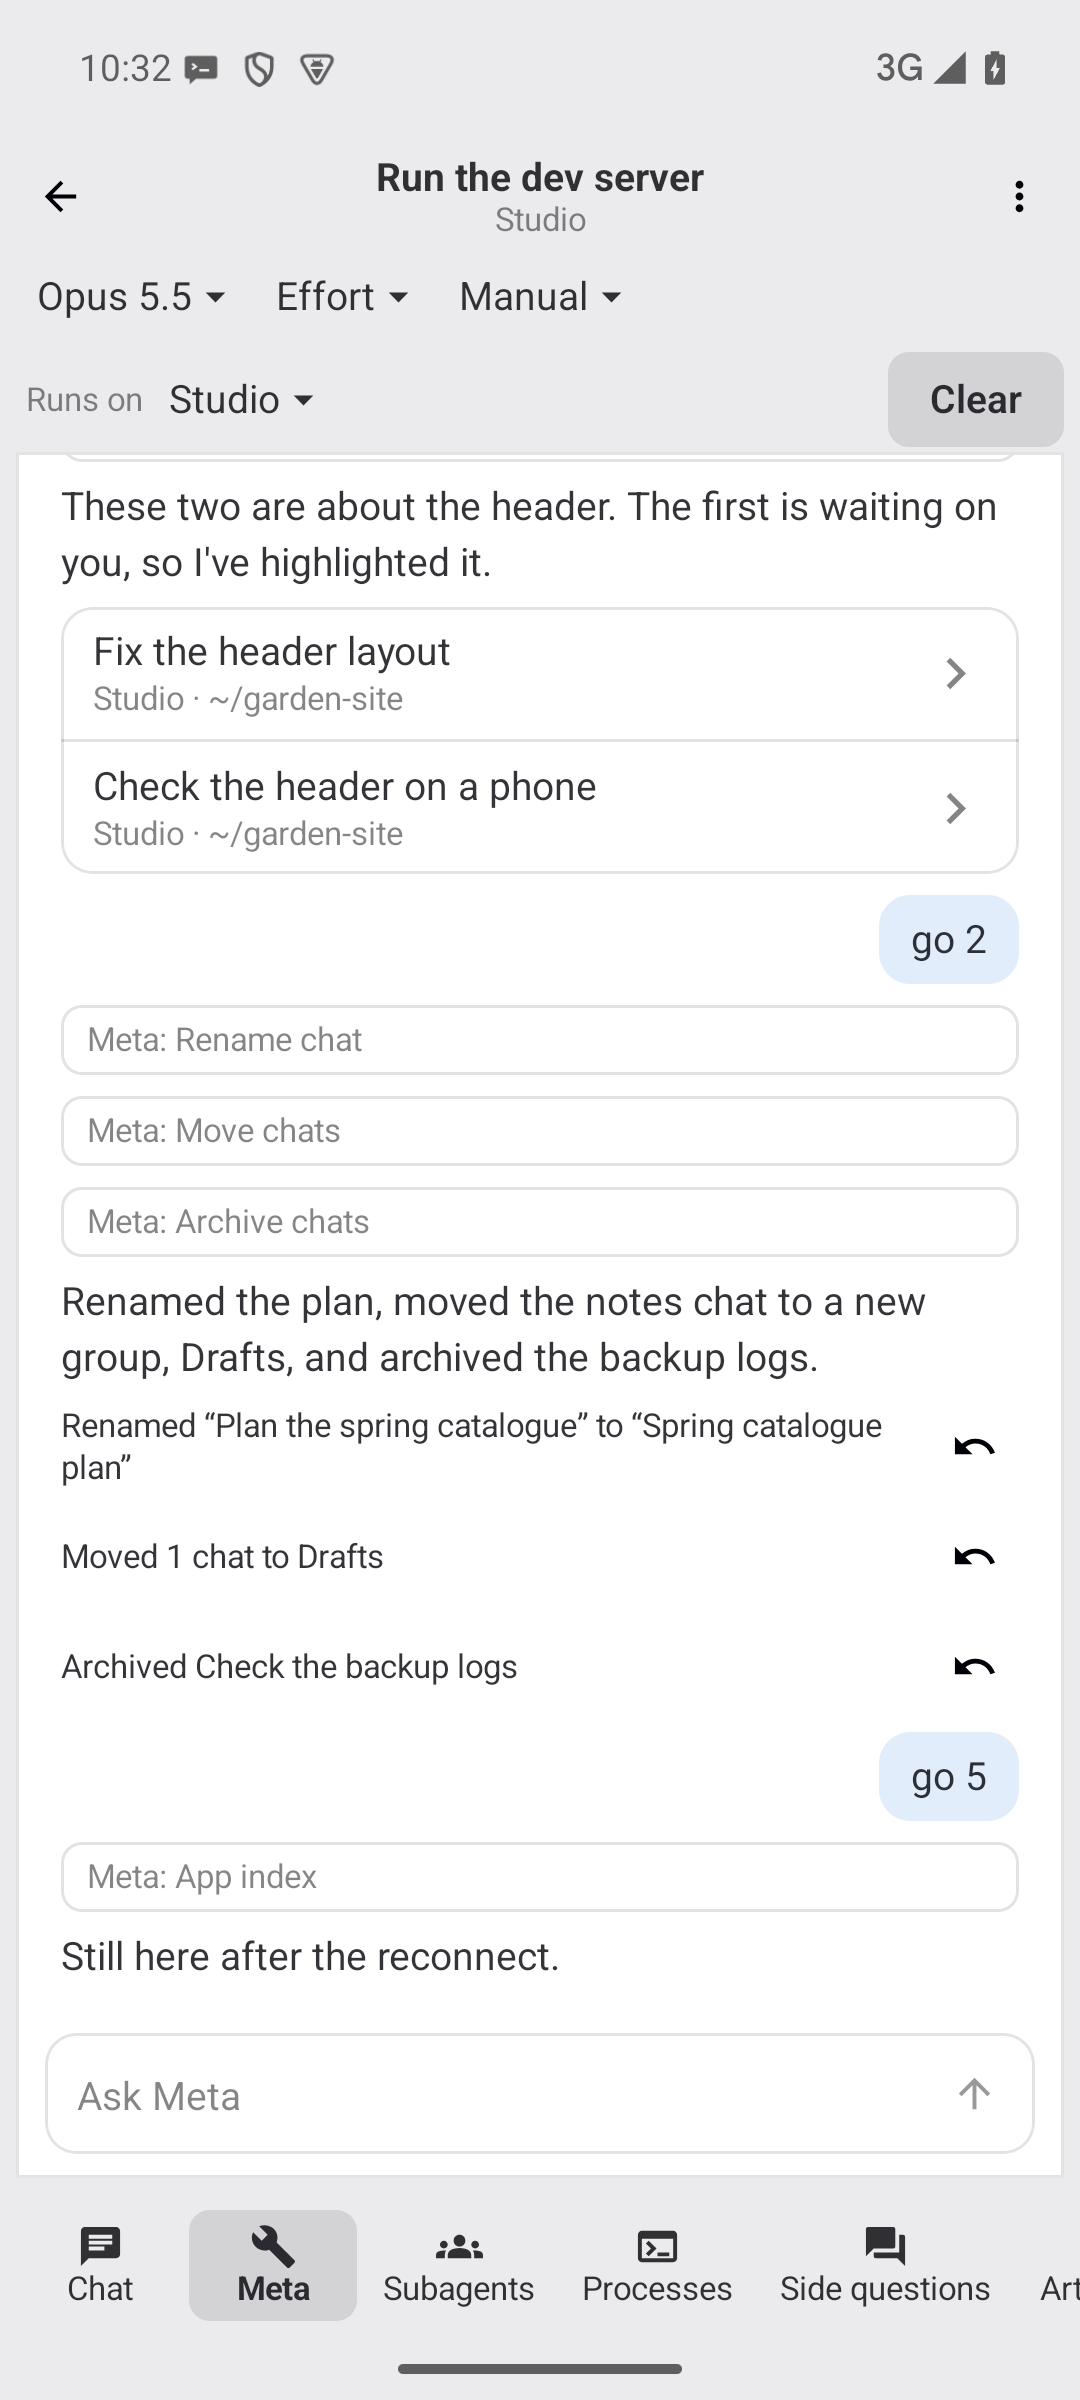 10:32
3G
Run the dev server
Studio
Opus 5.5
Effort
Manual
Runs on
Studio
Clear
These two are about the header. The first is waiting on
you, so I've highlighted it.
Fix the header layout
Studio · ~/garden-site
Check the header on a phone
Studio · ~/garden-site
go 2
Meta: Rename chat
Meta: Move chats
Meta: Archive chats
Renamed the plan, moved the notes chat to a new
group, Drafts, and archived the backup logs.
Renamed “Plan the spring catalogue” to “Spring catalogue
plan”
Moved 1 chat to Drafts
Archived Check the backup logs
go 5
Meta: App index
Still here after the reconnect.
Ask Meta
Chat
Meta
Subagents
Processes
Side questions
Art